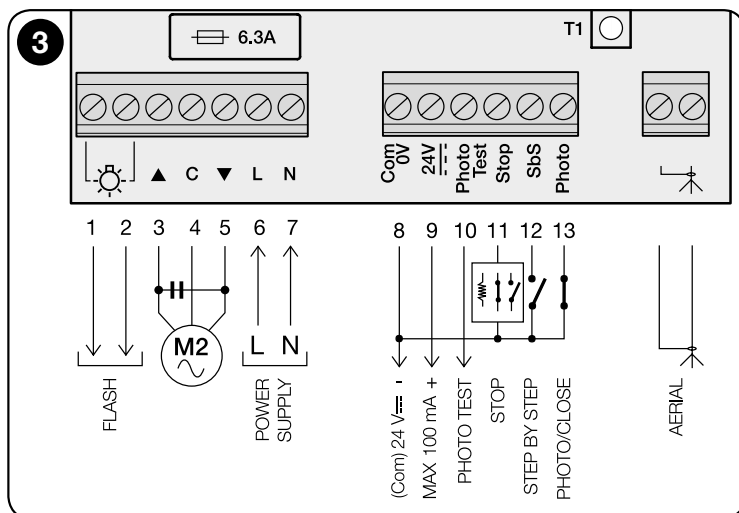 3
6.3A
T1
▲ C ▼ L N
Com 0V
24V
Photo Test
Stop
SbS
Photo
1 2 3 4 5 6 7
8 9 10 11 12 13
M2
L N
FLASH
POWER SUPPLY
(Com) 24 V⎓ -
MAX 100 mA +
PHOTO TEST
STOP
STEP BY STEP
PHOTO/CLOSE
AERIAL